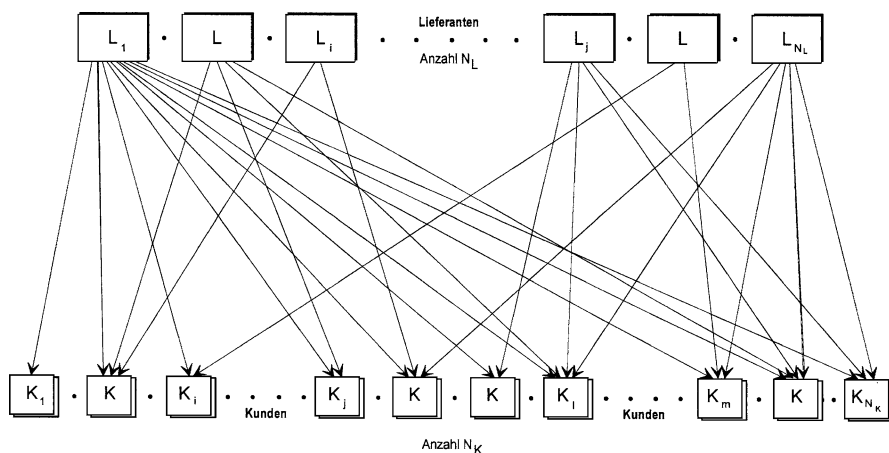 Lieferanten
L1 L Li Lj L LNL
Anzahl NL
K1 K Ki Kj K K Kl Km K KNK
Kunden Kunden
Anzahl NK